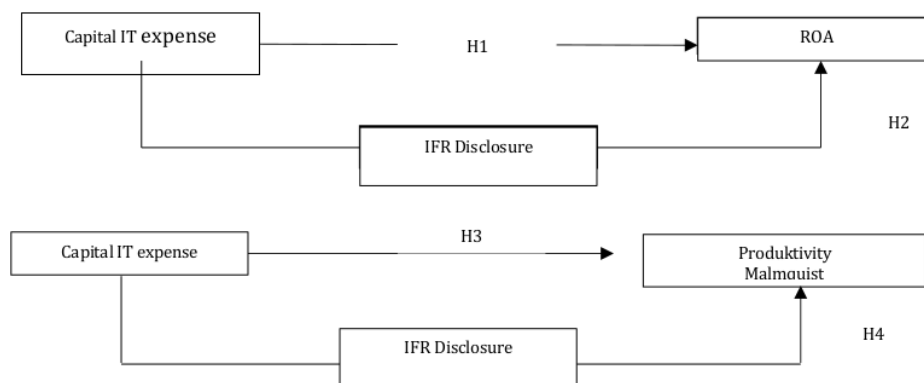 Capital IT expense
H1
ROA
IFR Disclosure
H2
Capital IT expense
H3
Produktivity
Malmquist
IFR Disclosure
H4